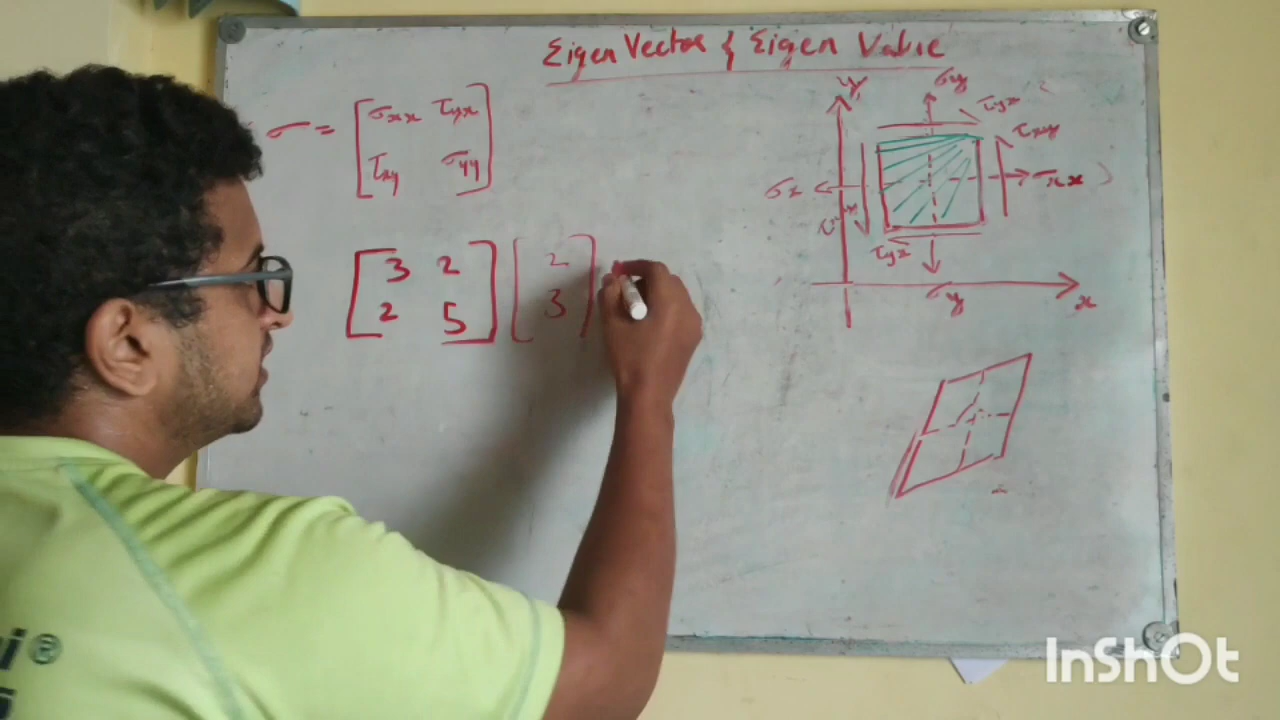 Eigen Vector & Eigen Value
σ = [σxx τyx
τxy σyy]
[3 2
2 5] [2
3]
y
σy
τyx
τxy
σx
σxx
τyx
σy
x
i®
InShOt